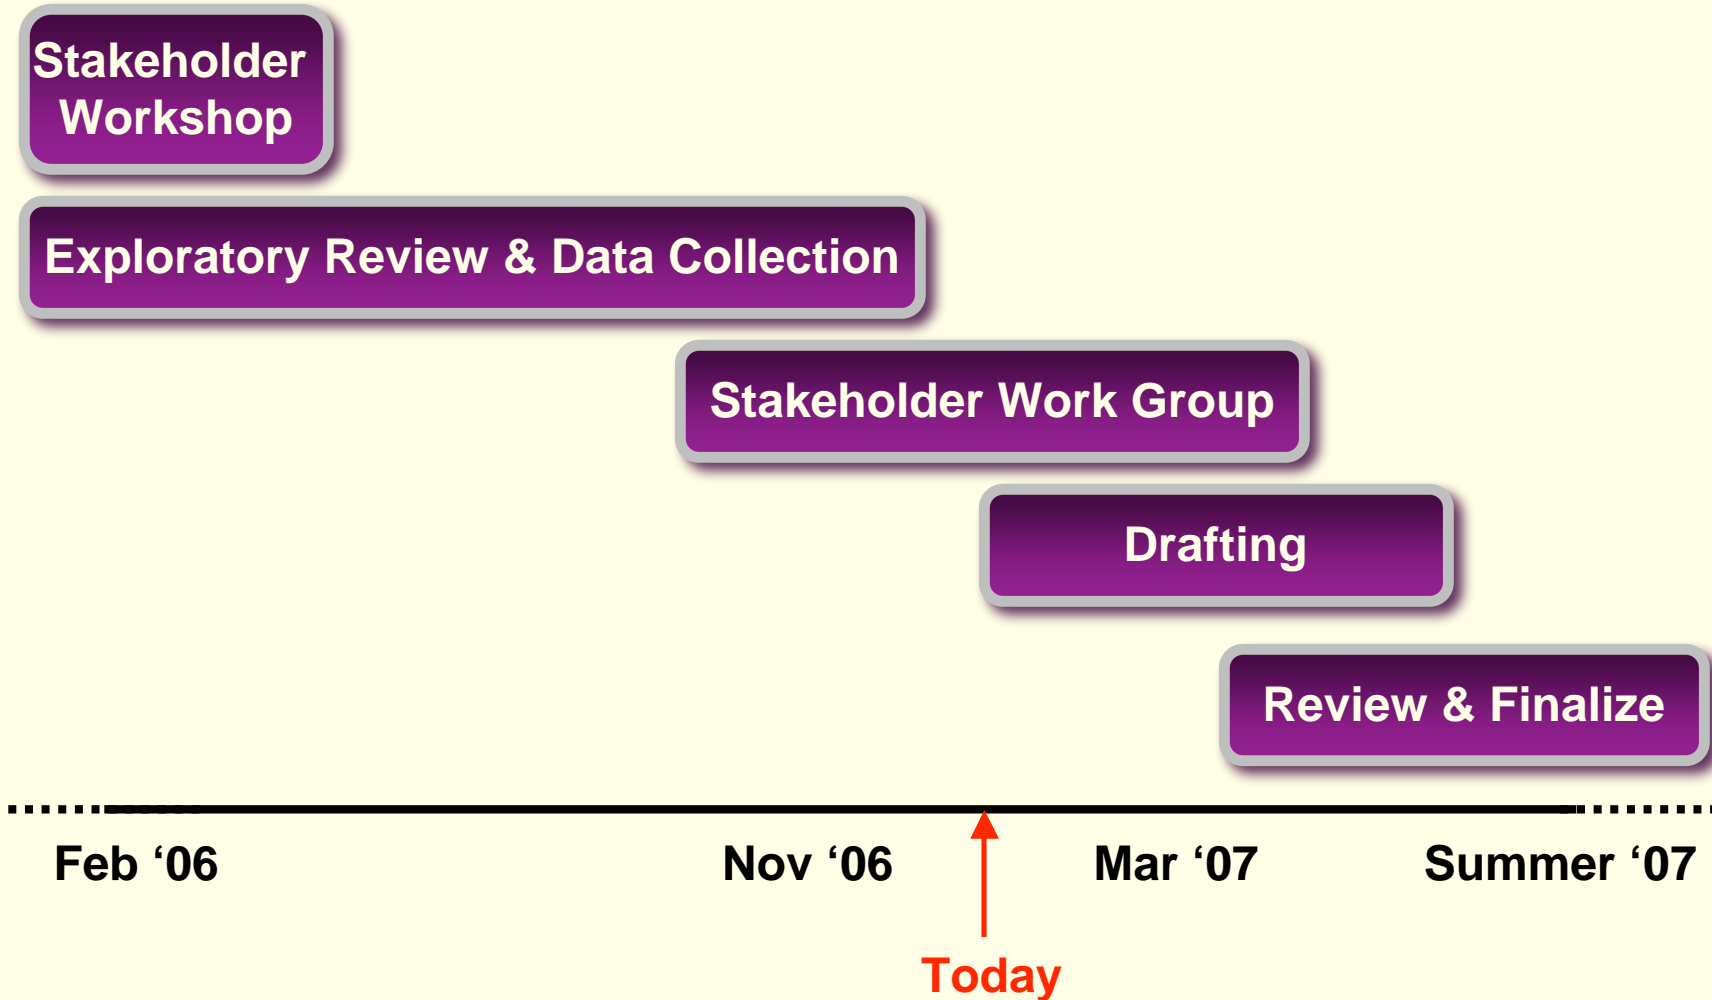 Stakeholder
Workshop
Exploratory Review & Data Collection
Stakeholder Work Group
Drafting
Review & Finalize
Feb ‘06
Nov ‘06
Mar ‘07
Summer ‘07
Today